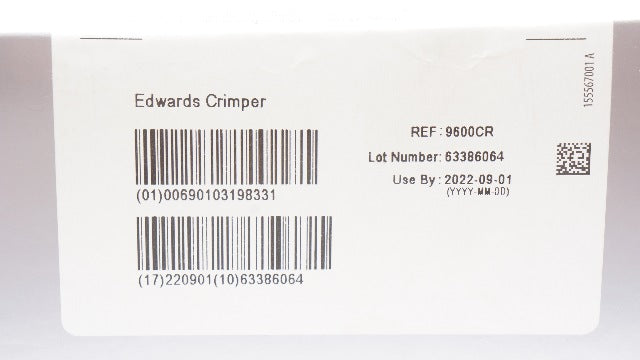 Edwards Crimper
(01)00690103198331
(17)220901(10)63386064
REF: 9600CR
Lot Number: 63386064
Use By: 2022-09-01
(YYYY-MM-DD)
155567001 A